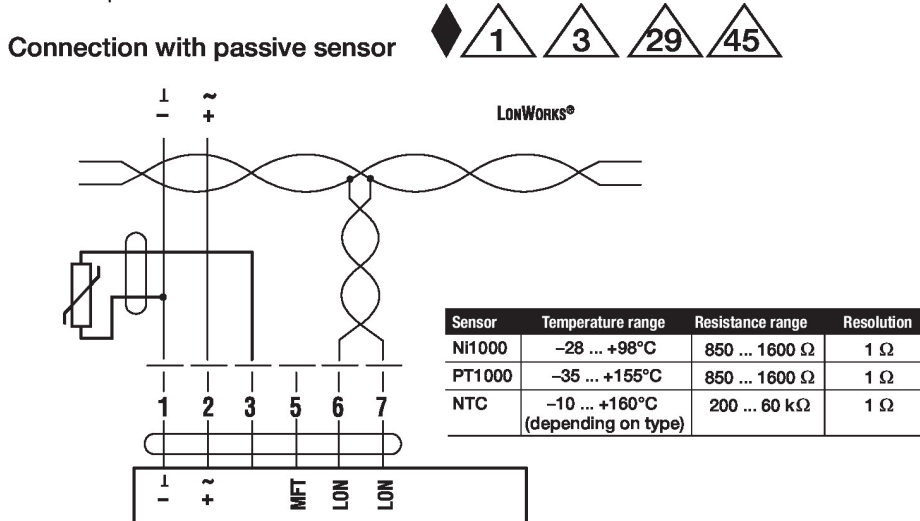 Connection with passive sensor
1 3 29 45
⊥ ~
− +
LONWORKS®
Sensor Temperature range Resistance range Resolution
Ni1000 −28 ... +98°C 850 ... 1600 Ω 1 Ω
PT1000 −35 ... +155°C 850 ... 1600 Ω 1 Ω
NTC −10 ... +160°C 200 ... 60 kΩ 1 Ω
(depending on type)
1 2 3 5 6 7
⊥ ~ MFT LON LON
− +